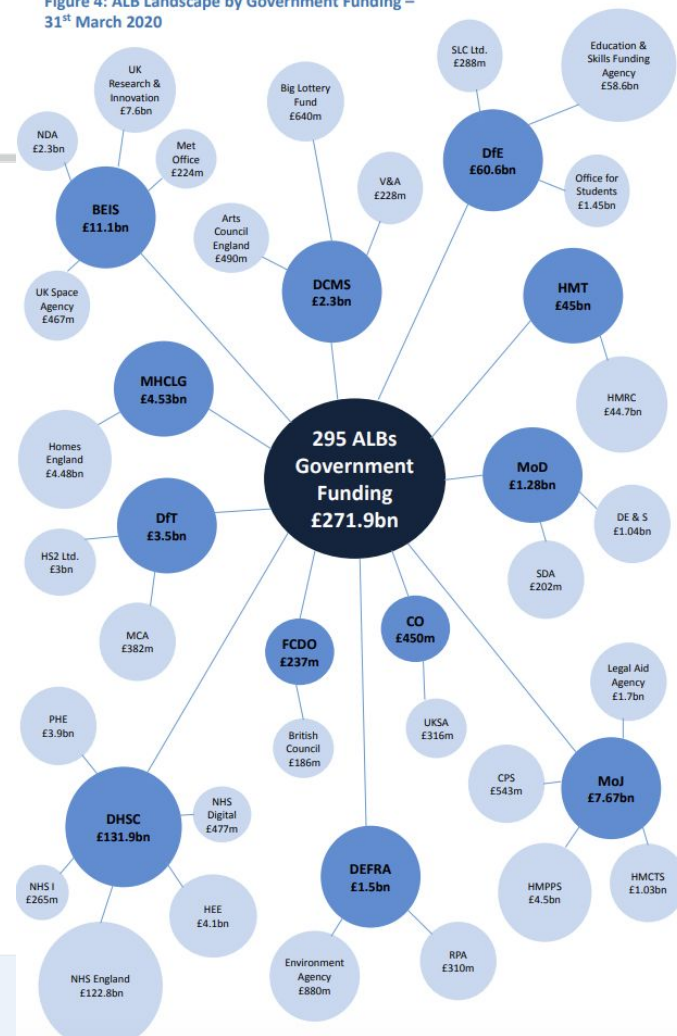 Figure 4: ALB Landscape by Government Funding –
31st March 2020
SLC Ltd.
£288m
Education &
Skills Funding
Agency
£58.6bn
UK
Research &
Innovation
£7.6bn
Big Lottery
Fund
£640m
NDA
£2.3bn
Met
Office
£224m
DfE
£60.6bn
V&A
£228m
Office for
Students
£1.45bn
BEIS
£11.1bn
Arts
Council
England
£490m
DCMS
£2.3bn
HMT
£45bn
UK Space
Agency
£467m
MHCLG
£4.53bn
HMRC
£44.7bn
Homes
England
£4.48bn
295 ALBs
Government
Funding
£271.9bn
MoD
£1.28bn
DfT
£3.5bn
DE & S
£1.04bn
HS2 Ltd.
£3bn
SDA
£202m
MCA
£382m
FCDO
£237m
CO
£450m
Legal Aid
Agency
£1.7bn
PHE
£3.9bn
British
Council
£186m
UKSA
£316m
CPS
£543m
MoJ
£7.67bn
DHSC
£131.9bn
NHS
Digital
£477m
NHS I
£265m
HEE
£4.1bn
DEFRA
£1.5bn
HMPPS
£4.5bn
HMCTS
£1.03bn
NHS England
£122.8bn
Environment
Agency
£880m
RPA
£310m